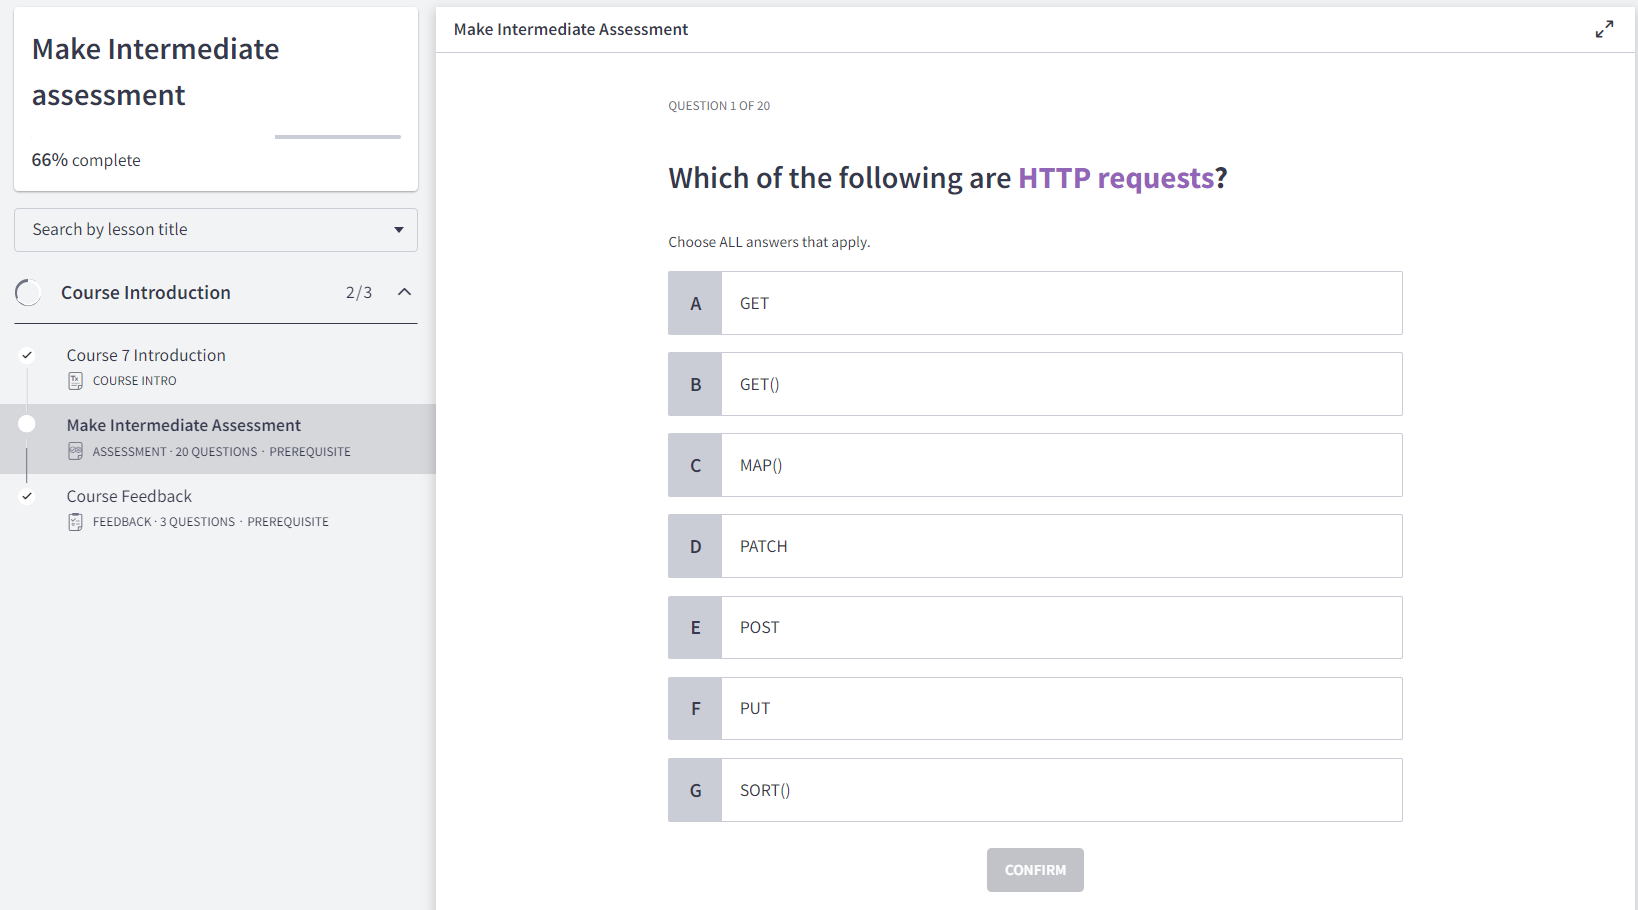 Make Intermediate
assessment
66% complete
Search by lesson title
Course Introduction 2/3
Course 7 Introduction
Tx COURSE INTRO
Make Intermediate Assessment
ASSESSMENT · 20 QUESTIONS · PREREQUISITE
Course Feedback
FEEDBACK · 3 QUESTIONS · PREREQUISITE
Make Intermediate Assessment
QUESTION 1 OF 20
Which of the following are HTTP requests?
Choose ALL answers that apply.
A GET
B GET()
C MAP()
D PATCH
E POST
F PUT
G SORT()
CONFIRM